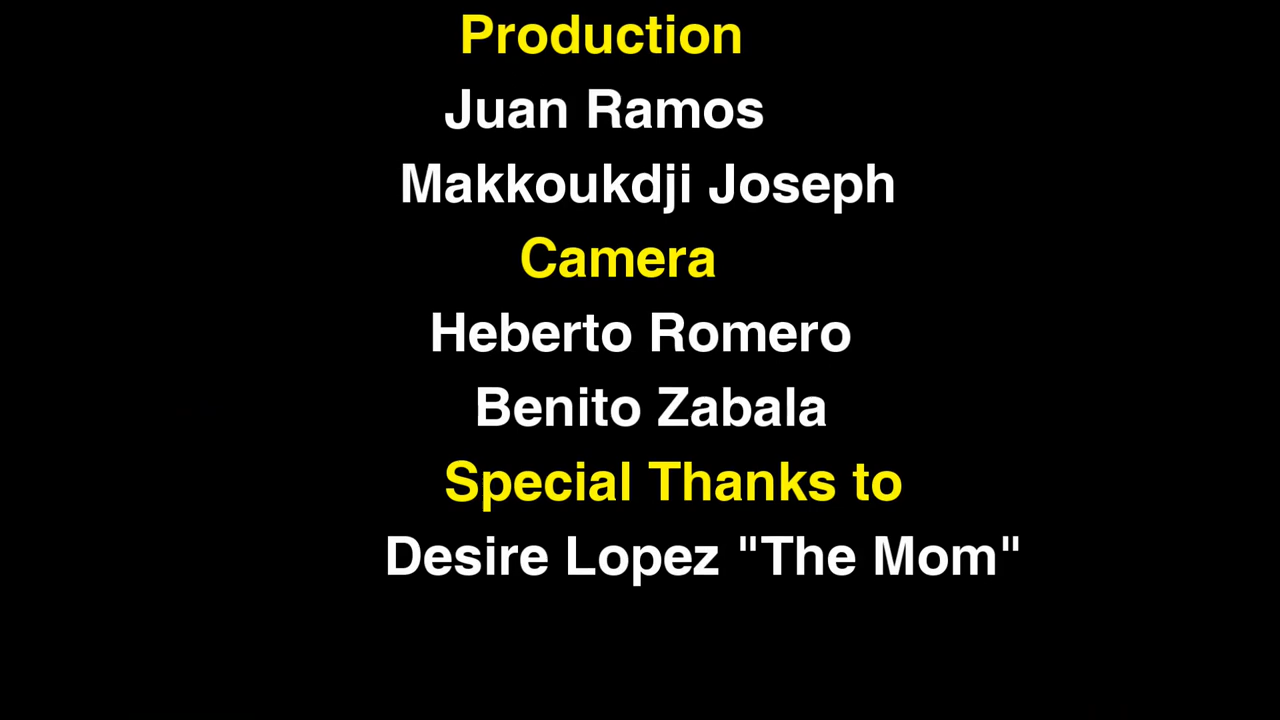 Production
Juan Ramos
Makkoukdji Joseph
Camera
Heberto Romero
Benito Zabala
Special Thanks to
Desire Lopez "The Mom"